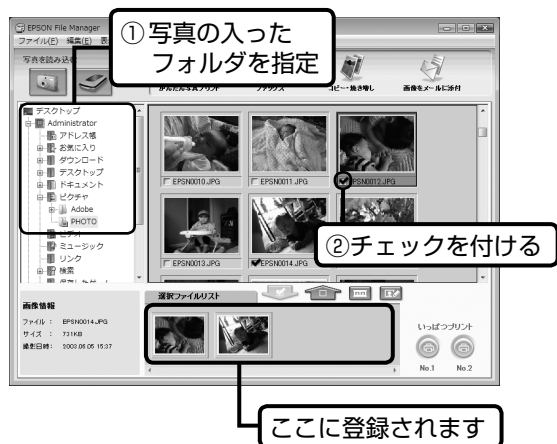 EPSON File Manager
ファイル(F) 編集(E)
① 写真の入った
フォルダを指定
写真を読み込
かんたん写真プリント
ファックス
コピー・焼き増し
画像をメールに添付
デスクトップ
Administrator
アドレス帳
お気に入り
ダウンロード
デスクトップ
ドキュメント
ピクチャ
Adobe
PHOTO
ビデオ
ミュージック
リンク
検索
EPSN0010.JPG
EPSN0011.JPG
EPSN0012.JPG
②チェックを付ける
EPSN0013.JPG
EPSN0014.JPG
画像情報
ファイル : EPSN0014.JPG
サイズ : 731KB
撮影日時: 2003.06.05 15:37
選択ファイルリスト
いっぱつプリント
No.1 No.2
ここに登録されます